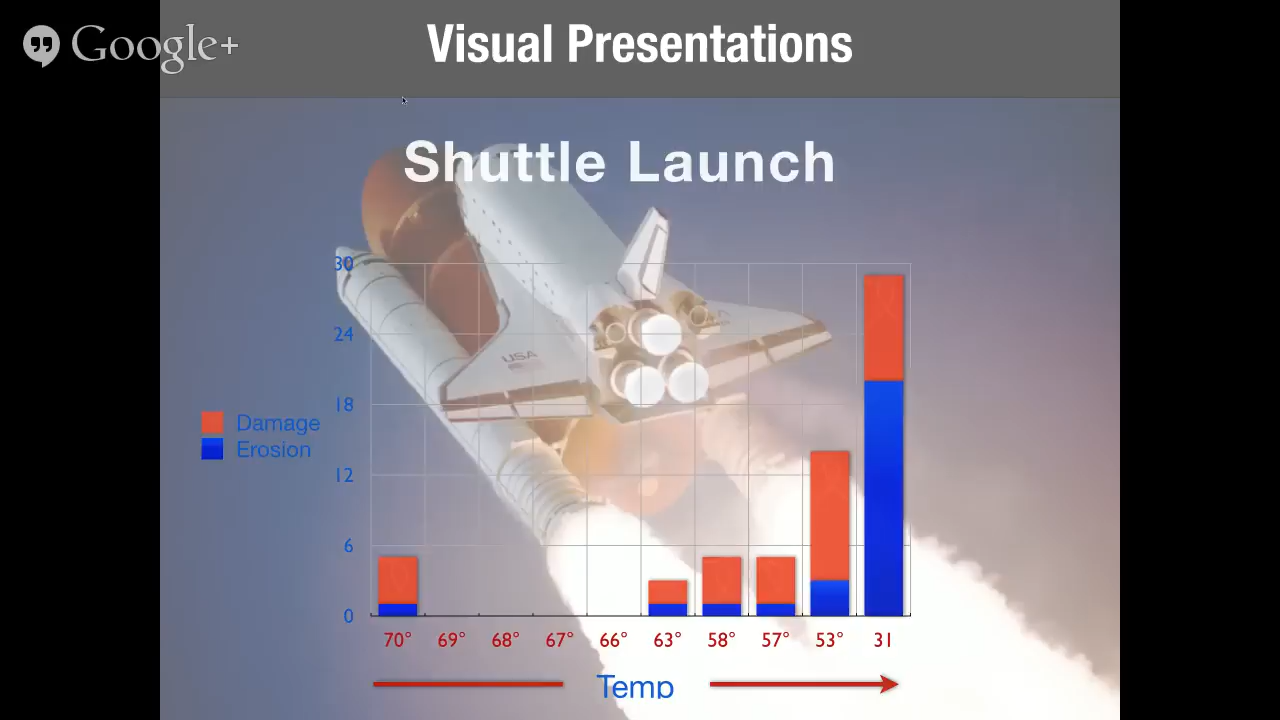 Google+
Visual Presentations
Shuttle Launch
30
24
18
12
6
0
Damage
Erosion
USA
70° 69° 68° 67° 66° 63° 58° 57° 53° 31
Temp